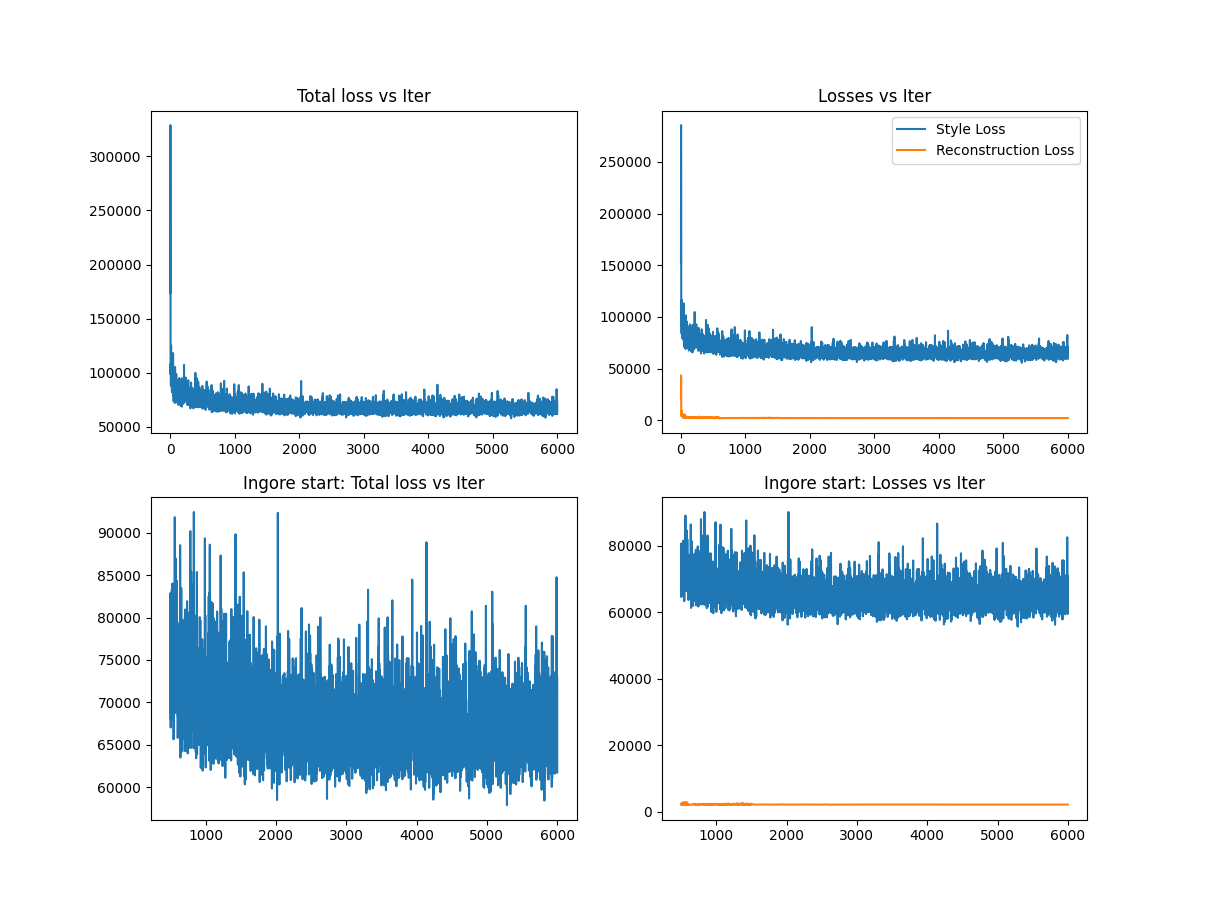 Total loss vs Iter
300000
250000
200000
150000
100000
50000
0 1000 2000 3000 4000 5000 6000
Losses vs Iter
Style Loss
Reconstruction Loss
250000
200000
150000
100000
50000
0
0 1000 2000 3000 4000 5000 6000
Ingore start: Total loss vs Iter
90000
85000
80000
75000
70000
65000
60000
1000 2000 3000 4000 5000 6000
Ingore start: Losses vs Iter
80000
60000
40000
20000
0
1000 2000 3000 4000 5000 6000